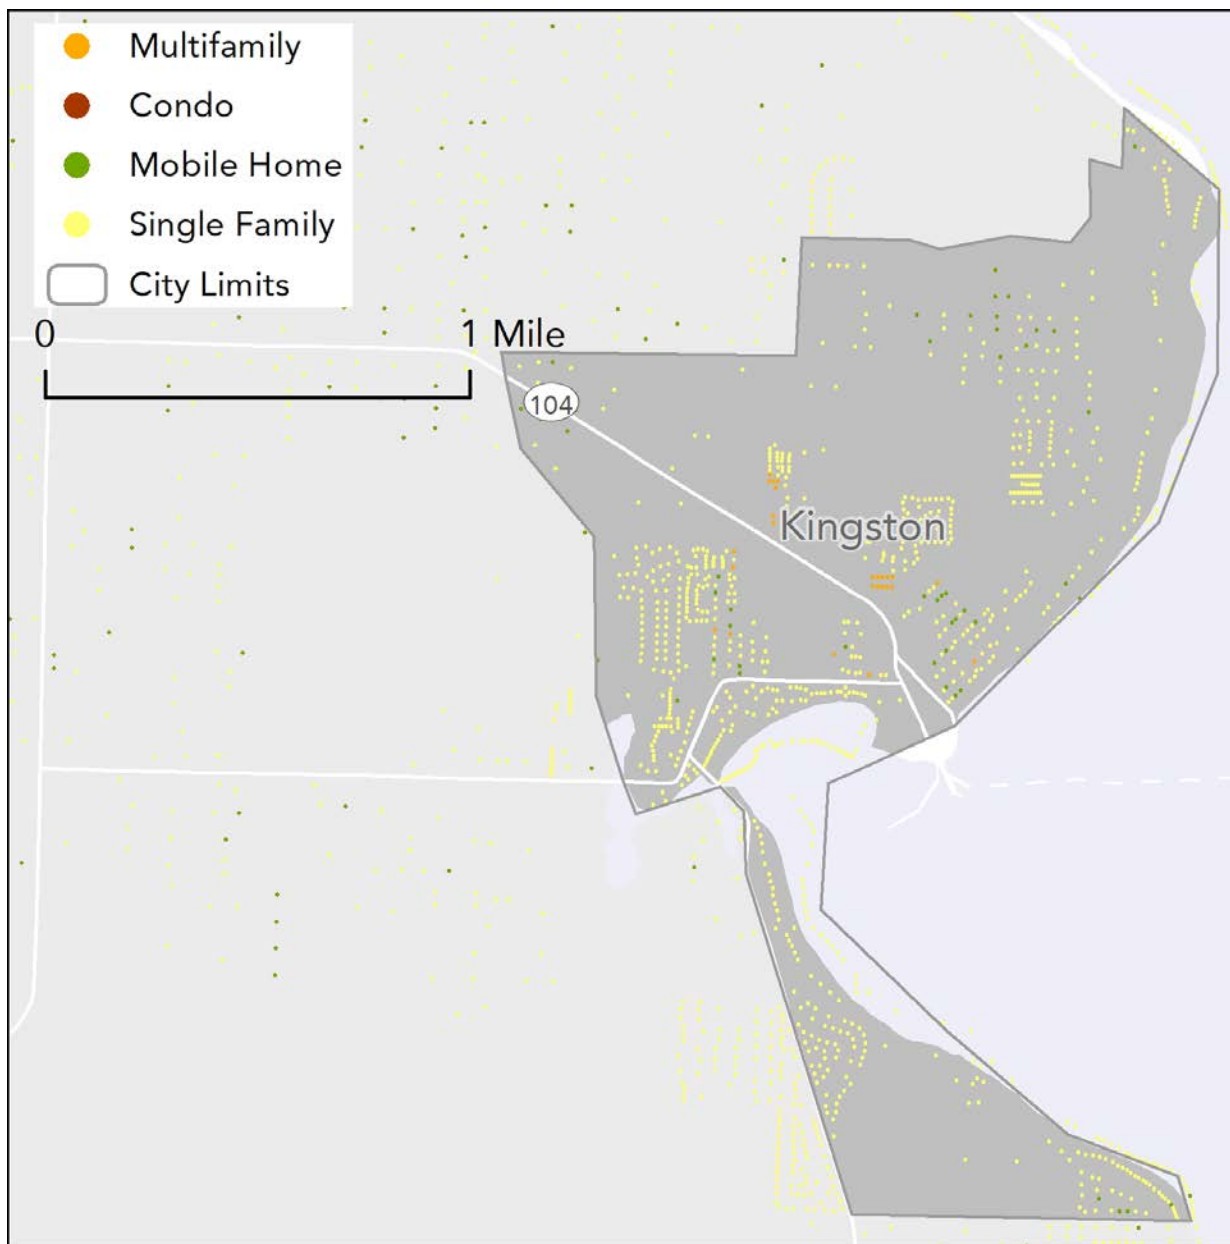 Multifamily
Condo
Mobile Home
Single Family
City Limits
0 1 Mile
104
Kingston